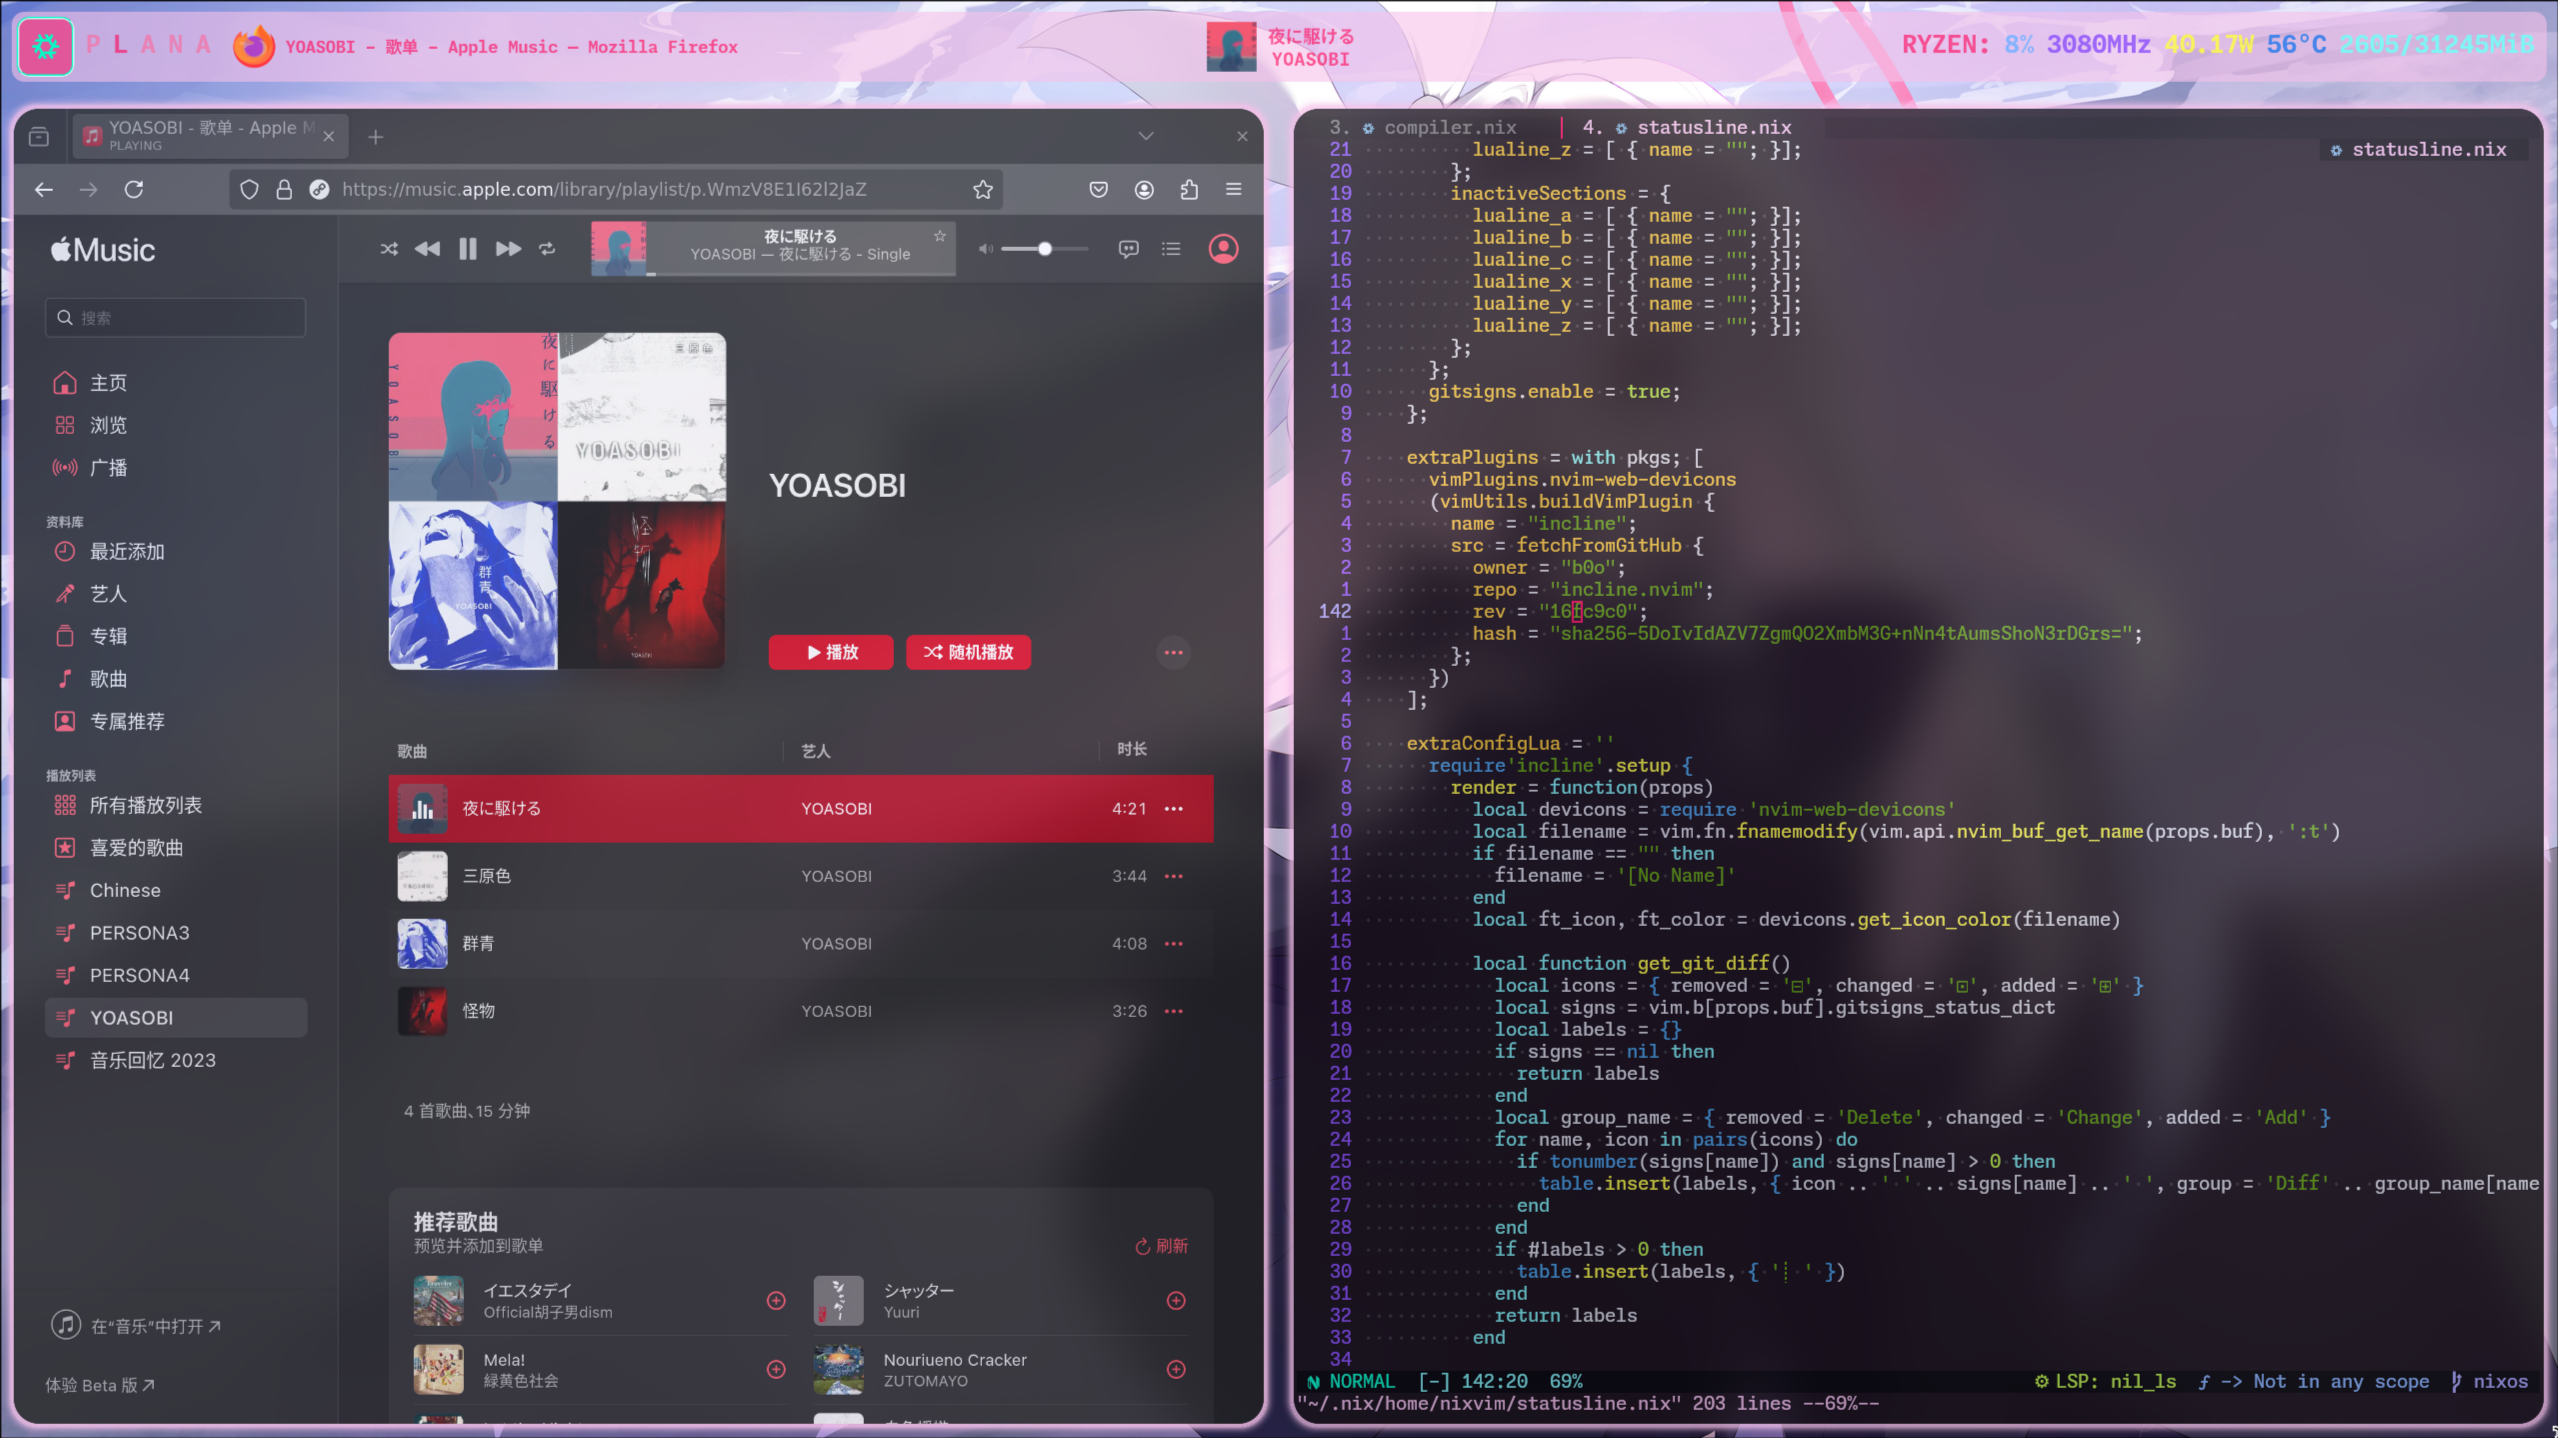 P L A N A
YOASOBI - 歌单 - Apple Music — Mozilla Firefox
夜に駆ける
YOASOBI
RYZEN: 8% 3080MHz 40.17W 56°C 2605/31245MiB
YOASOBI - 歌单 - Apple M
PLAYING
https://music.apple.com/library/playlist/p.WmzV8E1I62l2JaZ
Music
夜に駆ける
YOASOBI — 夜に駆ける - Single
搜索
主页
浏览
广播
资料库
最近添加
艺人
专辑
歌曲
专属推荐
播放列表
所有播放列表
喜爱的歌曲
Chinese
PERSONA3
PERSONA4
YOASOBI
音乐回忆 2023
在“音乐”中打开
体验 Beta 版
夜に駆ける
YOASOBI
三原色
YOASOBI
群青
YOASOBI
怪物
YOASOBI
YOASOBI
播放
随机播放
歌曲 艺人 时长
夜に駆ける YOASOBI 4:21
三原色 YOASOBI 3:44
群青 YOASOBI 4:08
怪物 YOASOBI 3:26
4 首歌曲、15 分钟
推荐歌曲
预览并添加到歌单
刷新
イエスタデイ
Official胡子男dism
シャッター
Yuuri
Mela!
緑黄色社会
Nouriueno Cracker
ZUTOMAYO
3. compiler.nix 4. statusline.nix
statusline.nix
21 lualine_z = [ { name = ""; }];
20 };
19 inactiveSections = {
18 lualine_a = [ { name = ""; }];
17 lualine_b = [ { name = ""; }];
16 lualine_c = [ { name = ""; }];
15 lualine_x = [ { name = ""; }];
14 lualine_y = [ { name = ""; }];
13 lualine_z = [ { name = ""; }];
12 };
11 };
10 gitsigns.enable = true;
9 };
8
7 extraPlugins = with pkgs; [
6 vimPlugins.nvim-web-devicons
5 (vimUtils.buildVimPlugin {
4 name = "incline";
3 src = fetchFromGitHub {
2 owner = "b0o";
1 repo = "incline.nvim";
142 rev = "16fc9c0";
1 hash = "sha256-5DoIvIdAZV7ZgmQO2XmbM3G+nNn4tAumsShoN3rDGrs=";
2 };
3 })
4 ];
5
6 extraConfigLua = ''
7 require'incline'.setup {
8 render = function(props)
9 local devicons = require 'nvim-web-devicons'
10 local filename = vim.fn.fnamemodify(vim.api.nvim_buf_get_name(props.buf), ':t')
11 if filename == "" then
12 filename = '[No Name]'
13 end
14 local ft_icon, ft_color = devicons.get_icon_color(filename)
15
16 local function get_git_diff()
17 local icons = { removed = '⊟', changed = '⊡', added = '⊞' }
18 local signs = vim.b[props.buf].gitsigns_status_dict
19 local labels = {}
20 if signs == nil then
21 return labels
22 end
23 local group_name = { removed = 'Delete', changed = 'Change', added = 'Add' }
24 for name, icon in pairs(icons) do
25 if tonumber(signs[name]) and signs[name] > 0 then
26 table.insert(labels, { icon .. ' ' .. signs[name] .. ' ', group = 'Diff' .. group_name[name
27 end
28 end
29 if #labels > 0 then
30 table.insert(labels, { '┊ ' })
31 end
32 return labels
33 end
34
NORMAL [-] 142:20 69%
LSP: nil_ls ƒ -> Not in any scope nixos
"~/.nix/home/nixvim/statusline.nix" 203 lines --69%--